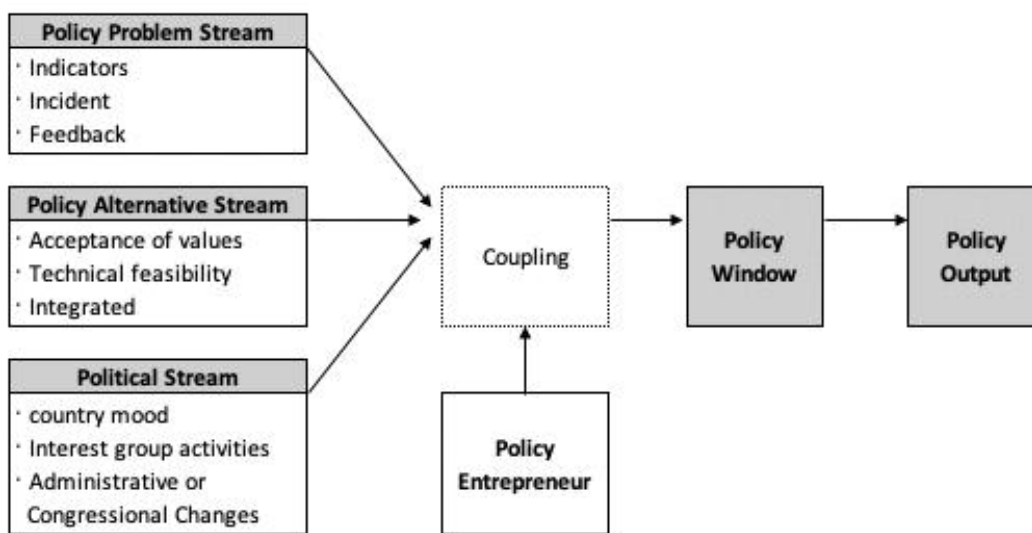 Policy Problem Stream
· Indicators
· Incident
· Feedback
Policy Alternative Stream
· Acceptance of values
· Technical feasibility
· Integrated
Political Stream
· country mood
· Interest group activities
· Administrative or
Congressional Changes
Coupling
Policy
Entrepreneur
Policy
Window
Policy
Output